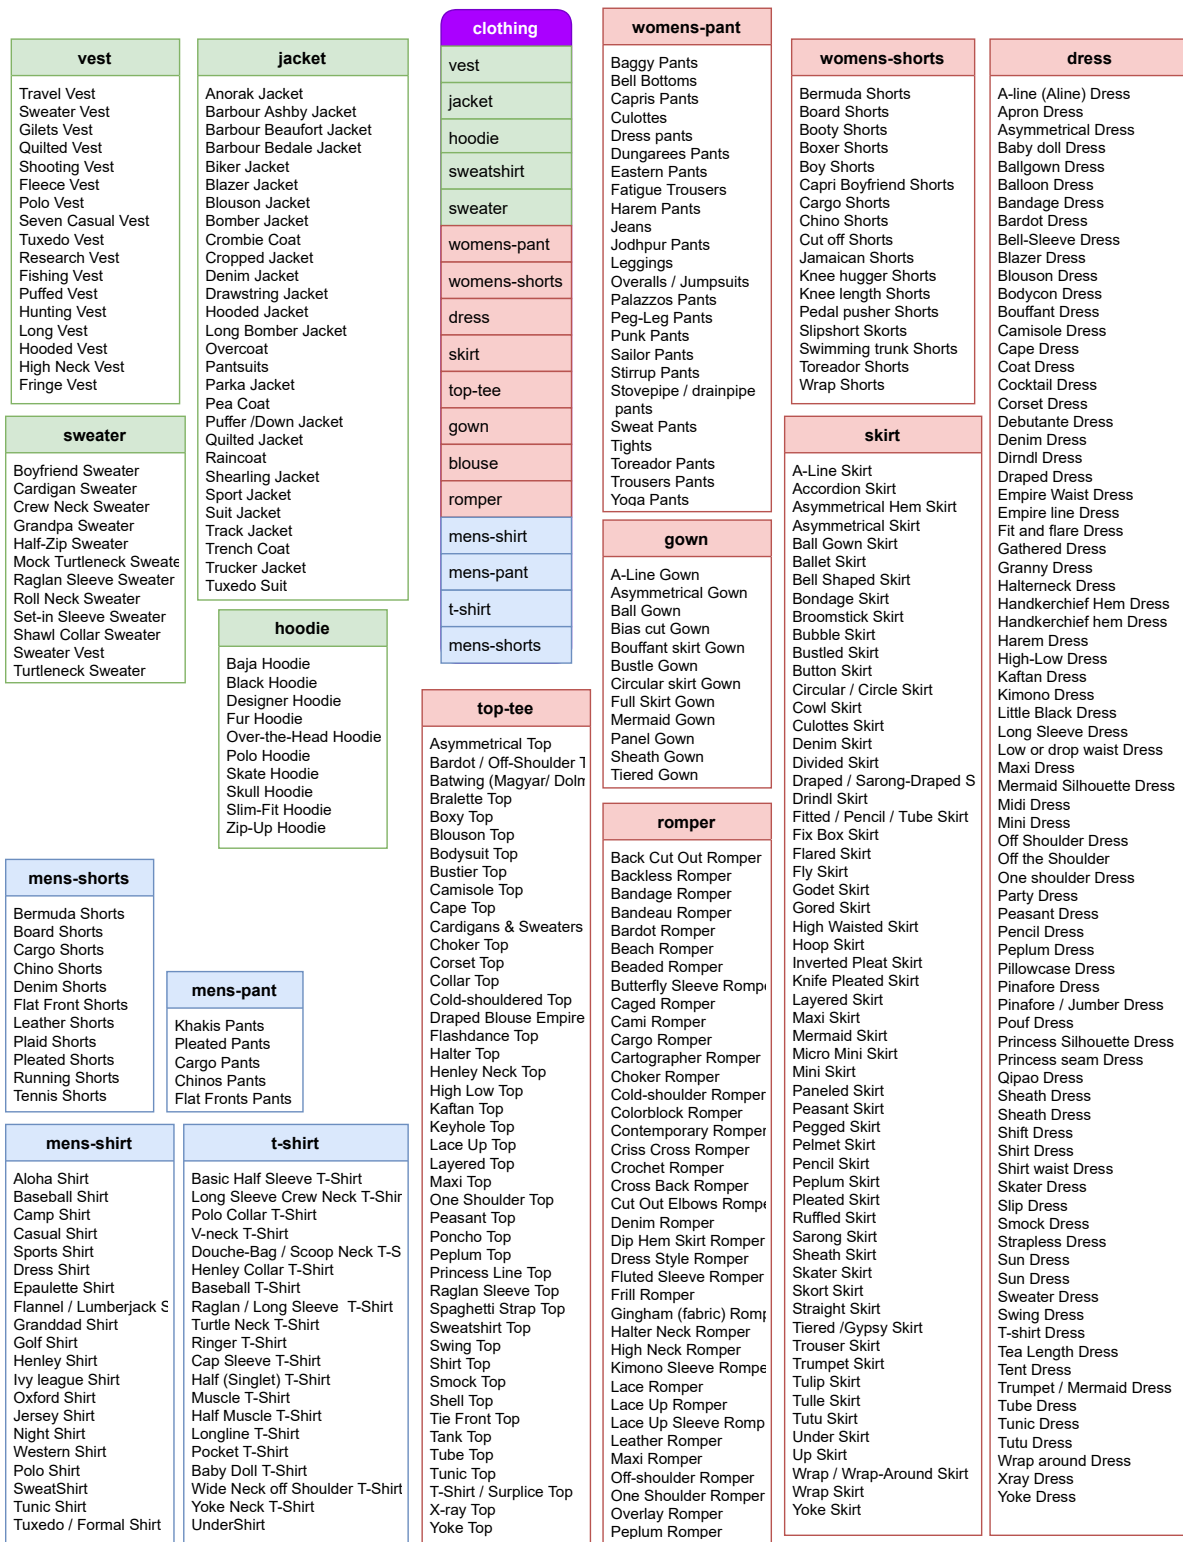 vest
Travel Vest
Sweater Vest
Gilets Vest
Quilted Vest
Shooting Vest
Fleece Vest
Polo Vest
Seven Casual Vest
Tuxedo Vest
Research Vest
Fishing Vest
Puffed Vest
Hunting Vest
Long Vest
Hooded Vest
High Neck Vest
Fringe Vest
jacket
Anorak Jacket
Barbour Ashby Jacket
Barbour Beaufort Jacket
Barbour Bedale Jacket
Biker Jacket
Blazer Jacket
Blouson Jacket
Bomber Jacket
Crombie Coat
Cropped Jacket
Denim Jacket
Drawstring Jacket
Hooded Jacket
Long Bomber Jacket
Overcoat
Pantsuits
Parka Jacket
Pea Coat
Puffer /Down Jacket
Quilted Jacket
Raincoat
Shearling Jacket
Sport Jacket
Suit Jacket
Track Jacket
Trench Coat
Trucker Jacket
Tuxedo Suit
clothing
vest
jacket
hoodie
sweatshirt
sweater
womens-pant
womens-shorts
dress
skirt
top-tee
gown
blouse
romper
mens-shirt
mens-pant
t-shirt
mens-shorts
womens-pant
Baggy Pants
Bell Bottoms
Capris Pants
Culottes
Dress pants
Dungarees Pants
Eastern Pants
Fatigue Trousers
Harem Pants
Jeans
Jodhpur Pants
Leggings
Overalls / Jumpsuits
Palazzos Pants
Peg-Leg Pants
Punk Pants
Sailor Pants
Stirrup Pants
Stovepipe / drainpipe
pants
Sweat Pants
Tights
Toreador Pants
Trousers Pants
Yoga Pants
womens-shorts
Bermuda Shorts
Board Shorts
Booty Shorts
Boxer Shorts
Boy Shorts
Capri Boyfriend Shorts
Cargo Shorts
Chino Shorts
Cut off Shorts
Jamaican Shorts
Knee hugger Shorts
Knee length Shorts
Pedal pusher Shorts
Slipshort Skorts
Swimming trunk Shorts
Toreador Shorts
Wrap Shorts
dress
A-line (Aline) Dress
Apron Dress
Asymmetrical Dress
Baby doll Dress
Ballgown Dress
Balloon Dress
Bandage Dress
Bardot Dress
Bell-Sleeve Dress
Blazer Dress
Blouson Dress
Bodycon Dress
Bouffant Dress
Camisole Dress
Cape Dress
Coat Dress
Cocktail Dress
Corset Dress
Debutante Dress
Denim Dress
Dirndl Dress
Draped Dress
Empire Waist Dress
Empire line Dress
Fit and flare Dress
Gathered Dress
Granny Dress
Halterneck Dress
Handkerchief Hem Dress
Handkerchief hem Dress
Harem Dress
High-Low Dress
Kaftan Dress
Kimono Dress
Little Black Dress
Long Sleeve Dress
Low or drop waist Dress
Maxi Dress
Mermaid Silhouette Dress
Midi Dress
Mini Dress
Off Shoulder Dress
Off the Shoulder
One shoulder Dress
Party Dress
Peasant Dress
Pencil Dress
Peplum Dress
Pillowcase Dress
Pinafore Dress
Pinafore / Jumber Dress
Pouf Dress
Princess Silhouette Dress
Princess seam Dress
Qipao Dress
Sheath Dress
Sheath Dress
Shift Dress
Shirt Dress
Shirt waist Dress
Skater Dress
Slip Dress
Smock Dress
Strapless Dress
Sun Dress
Sun Dress
Sweater Dress
Swing Dress
T-shirt Dress
Tea Length Dress
Tent Dress
Trumpet / Mermaid Dress
Tube Dress
Tunic Dress
Tutu Dress
Wrap around Dress
Xray Dress
Yoke Dress
sweater
Boyfriend Sweater
Cardigan Sweater
Crew Neck Sweater
Grandpa Sweater
Half-Zip Sweater
Mock Turtleneck Sweate
Raglan Sleeve Sweater
Roll Neck Sweater
Set-in Sleeve Sweater
Shawl Collar Sweater
Sweater Vest
Turtleneck Sweater
hoodie
Baja Hoodie
Black Hoodie
Designer Hoodie
Fur Hoodie
Over-the-Head Hoodie
Polo Hoodie
Skate Hoodie
Skull Hoodie
Slim-Fit Hoodie
Zip-Up Hoodie
gown
A-Line Gown
Asymmetrical Gown
Ball Gown
Bias cut Gown
Bouffant skirt Gown
Bustle Gown
Circular skirt Gown
Full Skirt Gown
Mermaid Gown
Panel Gown
Sheath Gown
Tiered Gown
skirt
A-Line Skirt
Accordion Skirt
Asymmetrical Hem Skirt
Asymmetrical Skirt
Ball Gown Skirt
Ballet Skirt
Bell Shaped Skirt
Bondage Skirt
Broomstick Skirt
Bubble Skirt
Bustled Skirt
Button Skirt
Circular / Circle Skirt
Cowl Skirt
Culottes Skirt
Denim Skirt
Divided Skirt
Draped / Sarong-Draped S
Drindl Skirt
Fitted / Pencil / Tube Skirt
Fix Box Skirt
Flared Skirt
Fly Skirt
Godet Skirt
Gored Skirt
High Waisted Skirt
Hoop Skirt
Inverted Pleat Skirt
Knife Pleated Skirt
Layered Skirt
Maxi Skirt
Mermaid Skirt
Micro Mini Skirt
Mini Skirt
Paneled Skirt
Peasant Skirt
Pegged Skirt
Pelmet Skirt
Pencil Skirt
Peplum Skirt
Pleated Skirt
Ruffled Skirt
Sarong Skirt
Sheath Skirt
Skater Skirt
Skort Skirt
Straight Skirt
Tiered /Gypsy Skirt
Trouser Skirt
Trumpet Skirt
Tulip Skirt
Tulle Skirt
Tutu Skirt
Under Skirt
Up Skirt
Wrap / Wrap-Around Skirt
Wrap Skirt
Yoke Skirt
top-tee
Asymmetrical Top
Bardot / Off-Shoulder T
Batwing (Magyar/ Dolm
Bralette Top
Boxy Top
Blouson Top
Bodysuit Top
Bustier Top
Camisole Top
Cape Top
Cardigans & Sweaters
Choker Top
Corset Top
Collar Top
Cold-shouldered Top
Draped Blouse Empire
Flashdance Top
Halter Top
Henley Neck Top
High Low Top
Kaftan Top
Keyhole Top
Lace Up Top
Layered Top
Maxi Top
One Shoulder Top
Peasant Top
Poncho Top
Peplum Top
Princess Line Top
Raglan Sleeve Top
Spaghetti Strap Top
Sweatshirt Top
Swing Top
Shirt Top
Smock Top
Shell Top
Tie Front Top
Tank Top
Tube Top
Tunic Top
T-Shirt / Surplice Top
X-ray Top
Yoke Top
romper
Back Cut Out Romper
Backless Romper
Bandage Romper
Bandeau Romper
Bardot Romper
Beach Romper
Beaded Romper
Butterfly Sleeve Rompe
Caged Romper
Cami Romper
Cargo Romper
Cartographer Romper
Choker Romper
Cold-shoulder Romper
Colorblock Romper
Contemporary Romper
Criss Cross Romper
Crochet Romper
Cross Back Romper
Cut Out Elbows Rompe
Denim Romper
Dip Hem Skirt Romper
Dress Style Romper
Fluted Sleeve Romper
Frill Romper
Gingham (fabric) Romp
Halter Neck Romper
High Neck Romper
Kimono Sleeve Rompe
Lace Romper
Lace Up Romper
Lace Up Sleeve Romp
Leather Romper
Maxi Romper
Off-shoulder Romper
One Shoulder Romper
Overlay Romper
Peplum Romper
mens-shorts
Bermuda Shorts
Board Shorts
Cargo Shorts
Chino Shorts
Denim Shorts
Flat Front Shorts
Leather Shorts
Plaid Shorts
Pleated Shorts
Running Shorts
Tennis Shorts
mens-pant
Khakis Pants
Pleated Pants
Cargo Pants
Chinos Pants
Flat Fronts Pants
mens-shirt
Aloha Shirt
Baseball Shirt
Camp Shirt
Casual Shirt
Sports Shirt
Dress Shirt
Epaulette Shirt
Flannel / Lumberjack S
Granddad Shirt
Golf Shirt
Henley Shirt
Ivy league Shirt
Oxford Shirt
Jersey Shirt
Night Shirt
Western Shirt
Polo Shirt
SweatShirt
Tunic Shirt
Tuxedo / Formal Shirt
t-shirt
Basic Half Sleeve T-Shirt
Long Sleeve Crew Neck T-Shir
Polo Collar T-Shirt
V-neck T-Shirt
Douche-Bag / Scoop Neck T-S
Henley Collar T-Shirt
Baseball T-Shirt
Raglan / Long Sleeve T-Shirt
Turtle Neck T-Shirt
Ringer T-Shirt
Cap Sleeve T-Shirt
Half (Singlet) T-Shirt
Muscle T-Shirt
Half Muscle T-Shirt
Longline T-Shirt
Pocket T-Shirt
Baby Doll T-Shirt
Wide Neck off Shoulder T-Shirt
Yoke Neck T-Shirt
UnderShirt